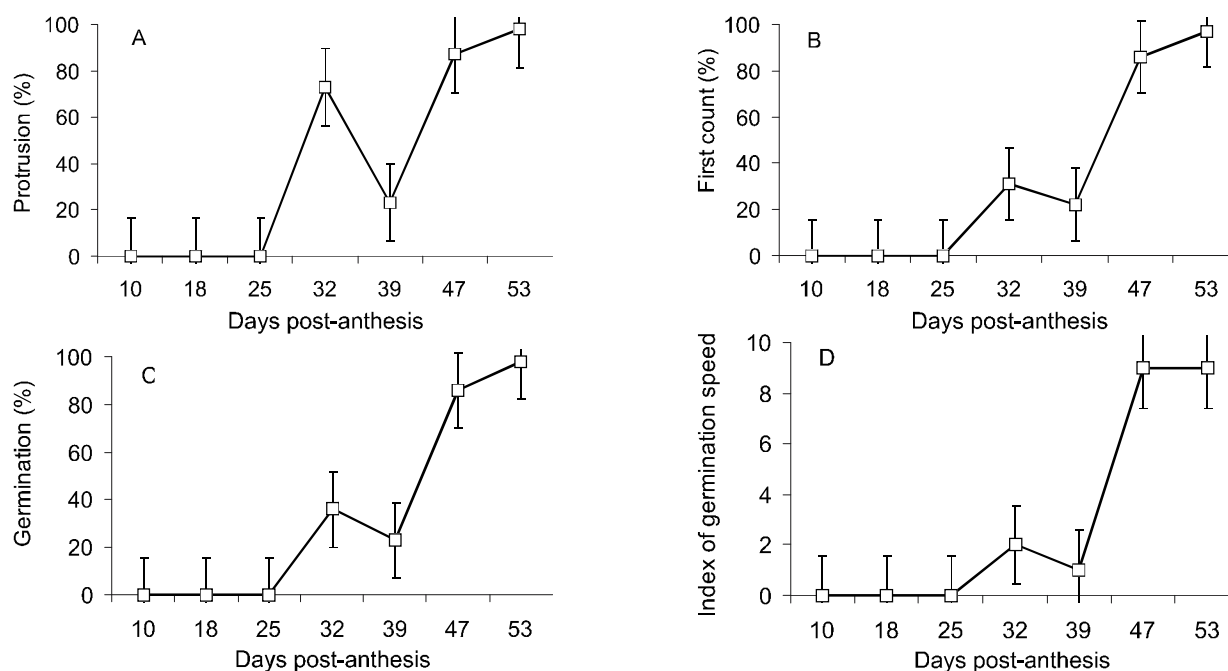 A
Protrusion (%)
100
80
60
40
20
0
10 18 25 32 39 47 53
Days post-anthesis
B
First count (%)
100
80
60
40
20
0
10 18 25 32 39 47 53
Days post-anthesis
C
Germination (%)
100
80
60
40
20
0
10 18 25 32 39 47 53
Days post-anthesis
D
Index of germination speed
10
8
6
4
2
0
10 18 25 32 39 47 53
Days post-anthesis